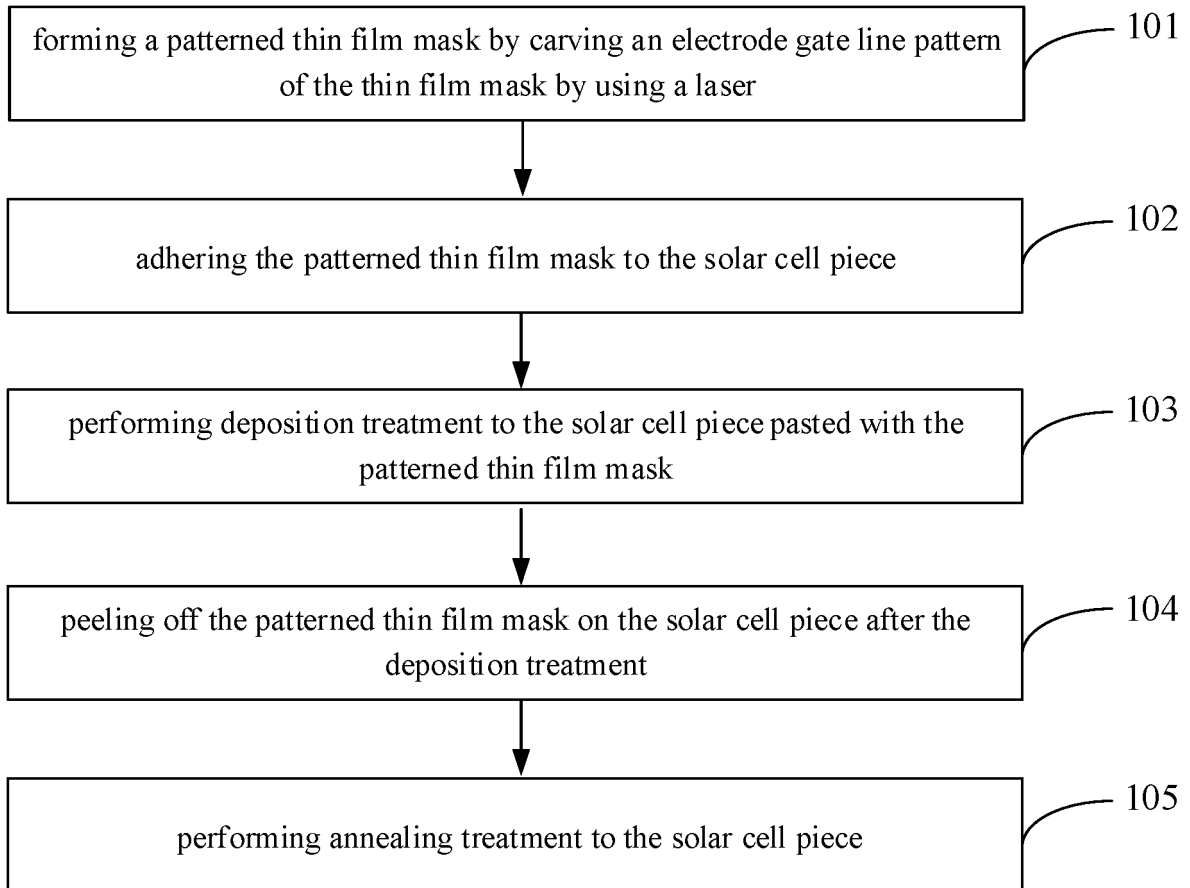 forming a patterned thin film mask by carving an electrode gate line pattern
of the thin film mask by using a laser
101
adhering the patterned thin film mask to the solar cell piece
102
performing deposition treatment to the solar cell piece pasted with the
patterned thin film mask
103
peeling off the patterned thin film mask on the solar cell piece after the
deposition treatment
104
performing annealing treatment to the solar cell piece
105